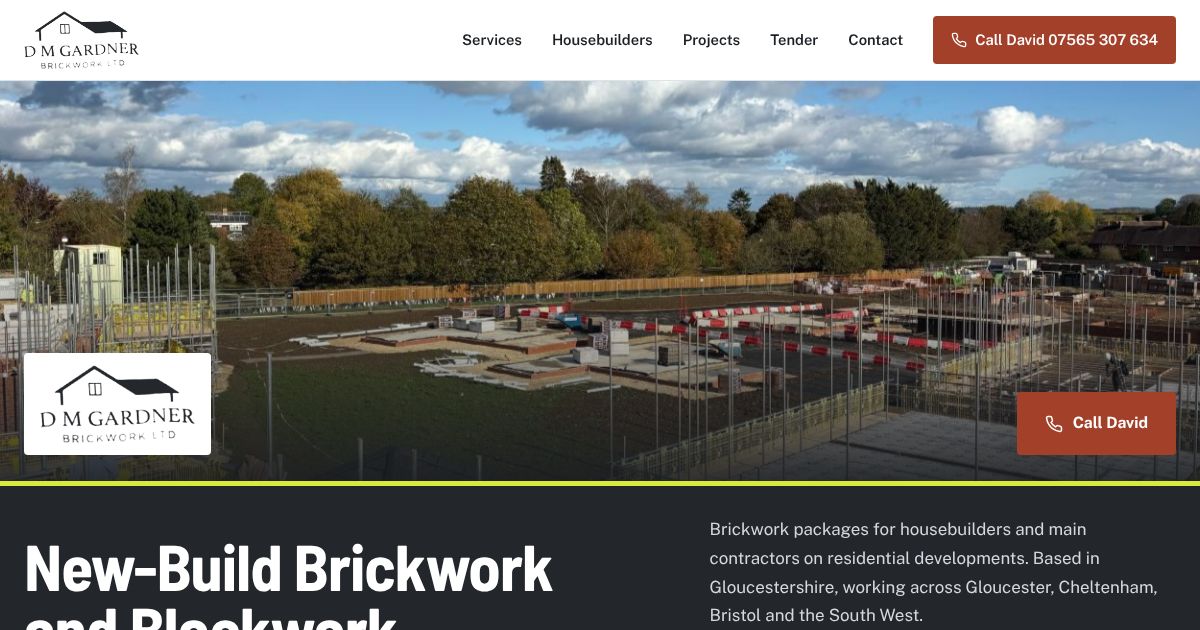 D M GARDNER
BRICKWORK LTD
Services
Housebuilders
Projects
Tender
Contact
Call David 07565 307 634
D M GARDNER
BRICKWORK LTD
Call David
New-Build Brickwork
and Blockwork
Brickwork packages for housebuilders and main
contractors on residential developments. Based in
Gloucestershire, working across Gloucester, Cheltenham,
Bristol and the South West.